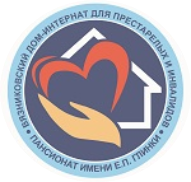 ВЯЗНИКОВСКИЙ ДОМ-ИНТЕРНАТ ДЛЯ ПРЕСТАРЕЛЫХ И ИНВАЛИДОВ
• ПАНСИОНАТ ИМЕНИ Е.П. ГЛИНКИ •